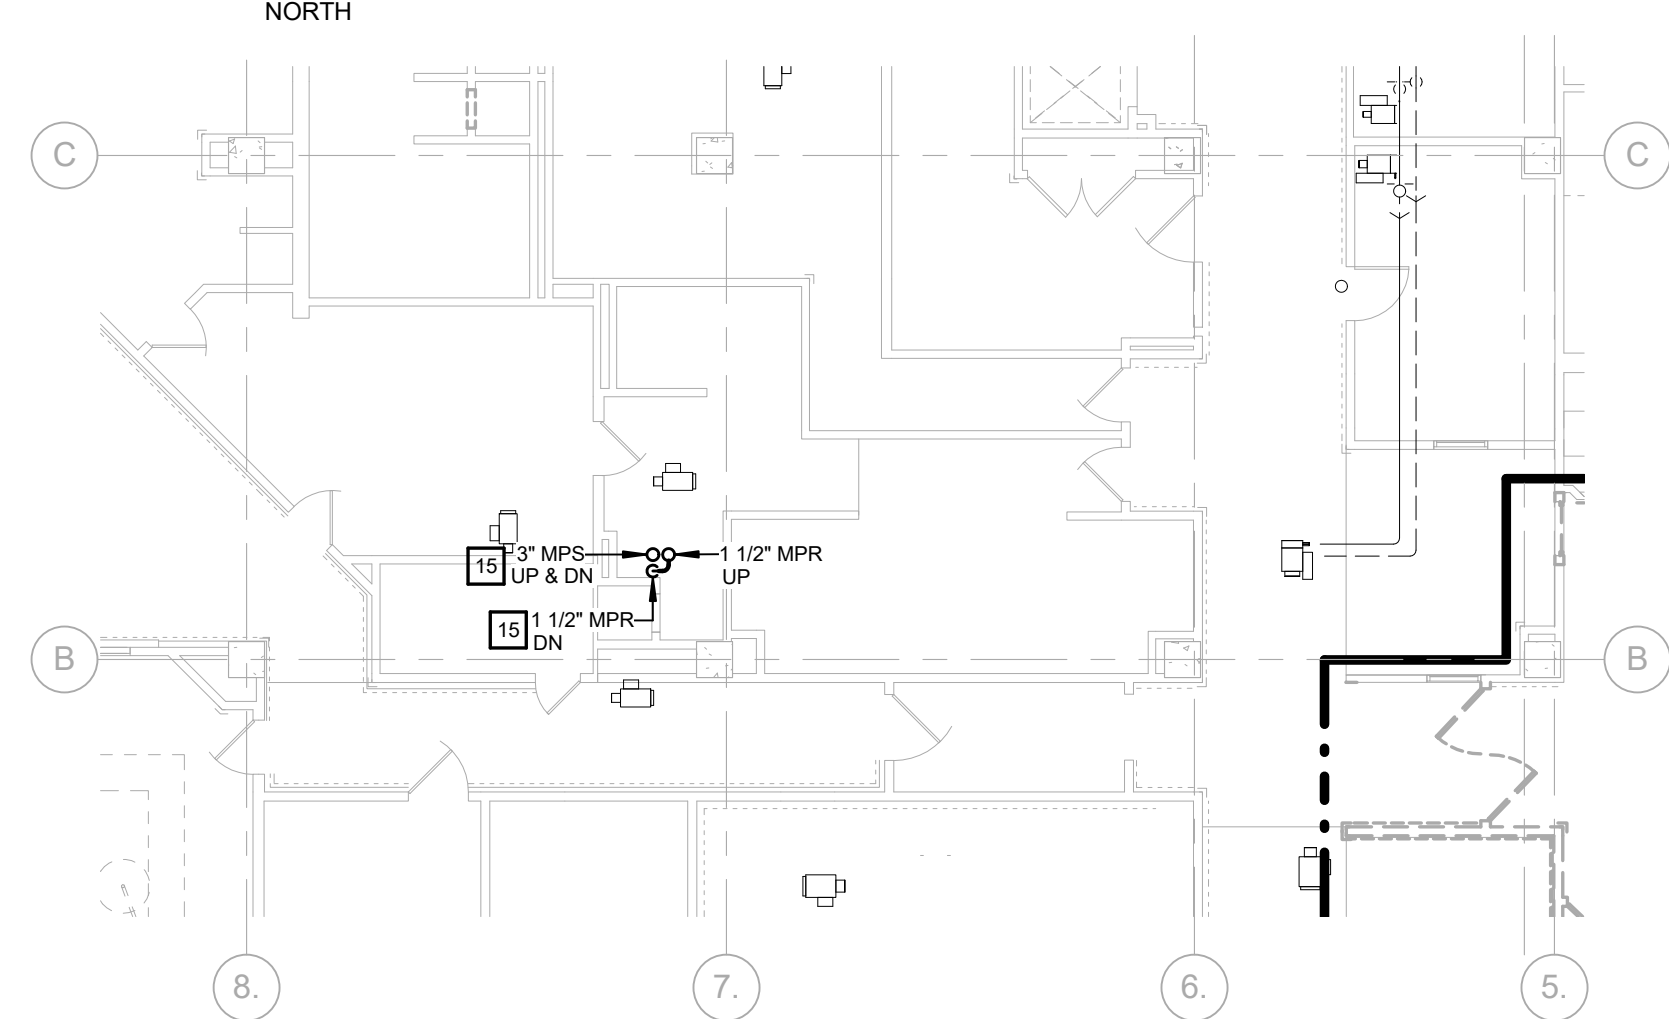 NORTH
C
C
15
3" MPS
UP & DN
1 1/2" MPR
UP
15
1 1/2" MPR
DN
B
B
8.
7.
6.
5.